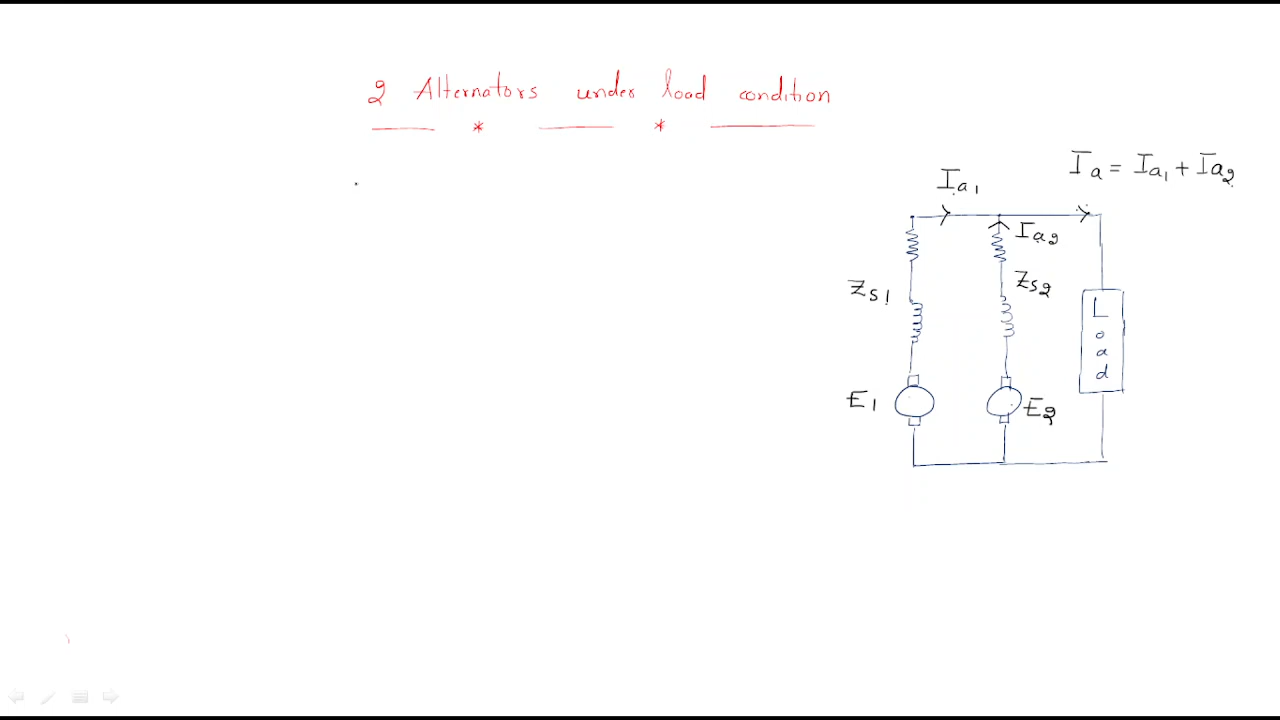 2 Alternators under load condition
Ia = Ia1 + Ia2
Ia1
Ia2
Zs1
Zs2
Load
E1
E2